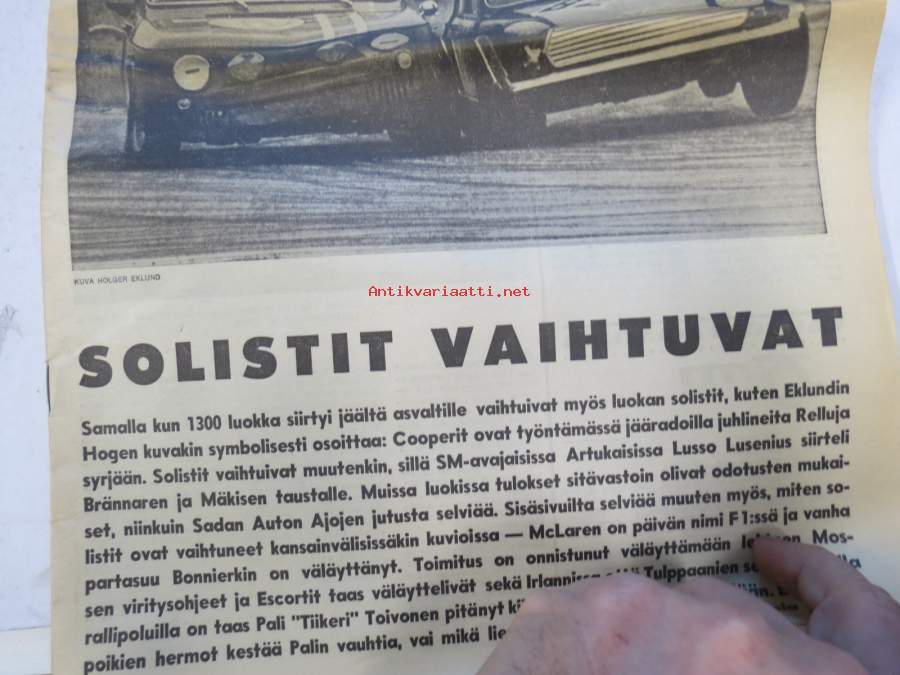 KUVA HOLGER EKLUND
Antikvariaatti.net
SOLISTIT VAIHTUVAT
Samalla kun 1300 luokka siirtyi jäältä asvaltille vaihtuivat myös luokan solistit, kuten Eklundin
Hogen kuvakin symbolisesti osoittaa: Cooperit ovat työntämässä jääradoilla juhlineita Relluja
syrjään. Solistit vaihtuivat muutenkin, sillä SM-avajaisissa Artukaisissa Lusso Lusenius siirteli
Brännaren ja Mäkisen taustalle. Muissa luokissa tulokset sitävastoin olivat odotusten mukai-
set, niinkuin Sadan Auton Ajojen jutusta selviää. Sisäsivuilta selviää muuten myös, miten so-
listit ovat vaihtuneet kansainvälisissäkin kuvioissa — McLaren on päivän nimi F1:ssä ja vanha
partasuu Bonnierkin on väläyttänyt. Toimitus on onnistunut väläyttämään Mos-
sen viritysohjeet ja Escortit taas väläyttelivät sekä Tulppaanien
rallipoluilla on taas Pali "Tiikeri" Toivonen pitänyt
poikien hermot kestää Palin vauhtia, vai mikä